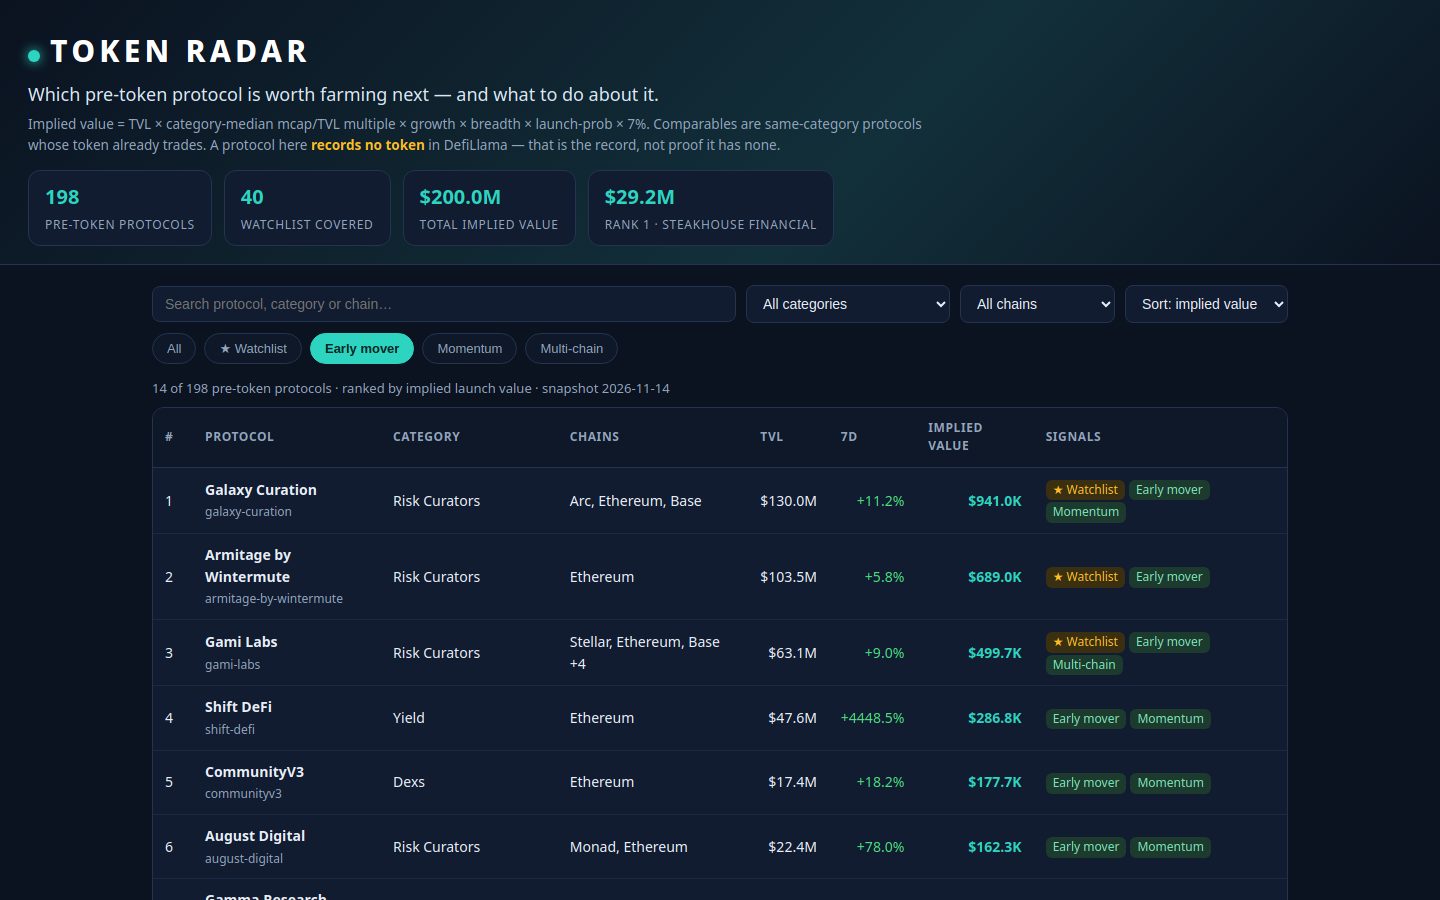 TOKEN RADAR
Which pre-token protocol is worth farming next — and what to do about it.
Implied value = TVL × category-median mcap/TVL multiple × growth × breadth × launch-prob × 7%. Comparables are same-category protocols
whose token already trades. A protocol here records no token in DefiLlama — that is the record, not proof it has none.
198
PRE-TOKEN PROTOCOLS
40
WATCHLIST COVERED
$200.0M
TOTAL IMPLIED VALUE
$29.2M
RANK 1 · STEAKHOUSE FINANCIAL
Search protocol, category or chain…
All categories
All chains
Sort: implied value
All
★ Watchlist
Early mover
Momentum
Multi-chain
14 of 198 pre-token protocols · ranked by implied launch value · snapshot 2026-11-14
# PROTOCOL CATEGORY CHAINS TVL 7D IMPLIED VALUE SIGNALS
1 Galaxy Curation Risk Curators Arc, Ethereum, Base $130.0M +11.2% $941.0K ★ Watchlist Early mover
galaxy-curation Momentum
Armitage by
2 Wintermute Risk Curators Ethereum $103.5M +5.8% $689.0K ★ Watchlist Early mover
armitage-by-wintermute
3 Gami Labs Risk Curators Stellar, Ethereum, Base $63.1M +9.0% $499.7K ★ Watchlist Early mover
gami-labs +4 Multi-chain
4 Shift DeFi Yield Ethereum $47.6M +4448.5% $286.8K Early mover Momentum
shift-defi
5 CommunityV3 Dexs Ethereum $17.4M +18.2% $177.7K Early mover Momentum
communityv3
6 August Digital Risk Curators Monad, Ethereum $22.4M +78.0% $162.3K Early mover Momentum
august-digital
Gamma Research